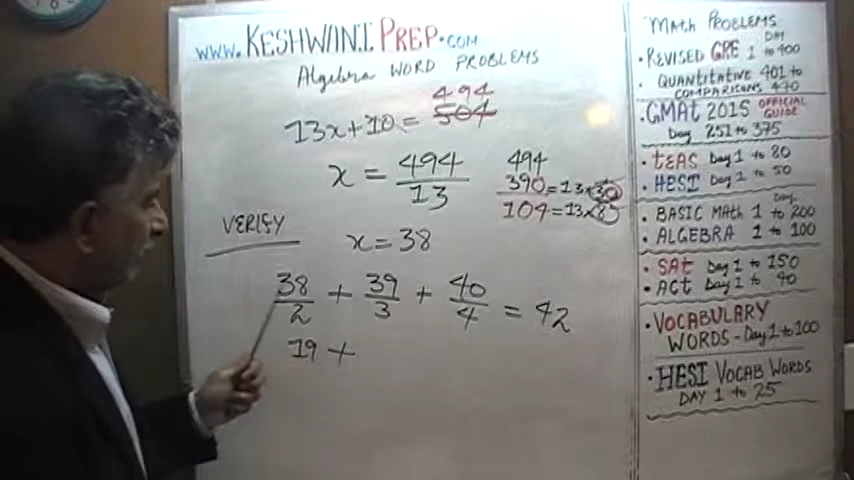 www.KESHWANIPREP.com
Algebra WORD PROBLEMS
494
13x+10= 504
x = 494/13
494
390=13×30
104=13×8
VERIFY
x=38
38/2 + 39/3 + 40/4 = 42
19 +
MATH PROBLEMS
DAY
• REVISED GRE 1 to 400
• QUANTITATIVE 401 to
COMPARISONS 470
GMAT 2015 OFFICIAL
GUIDE
Day 251 to 375
• TEAS Day 1 to 80
• HESI Day 1 to 50
Day
• BASIC MATH 1 to 200
• ALGEBRA 1 to 100
• SAT Day 1 to 150
• ACT Day 1 to 40
• VOCABULARY
WORDS - Day 1 to 100
• HESI VOCAB WORDS
DAY 1 to 25